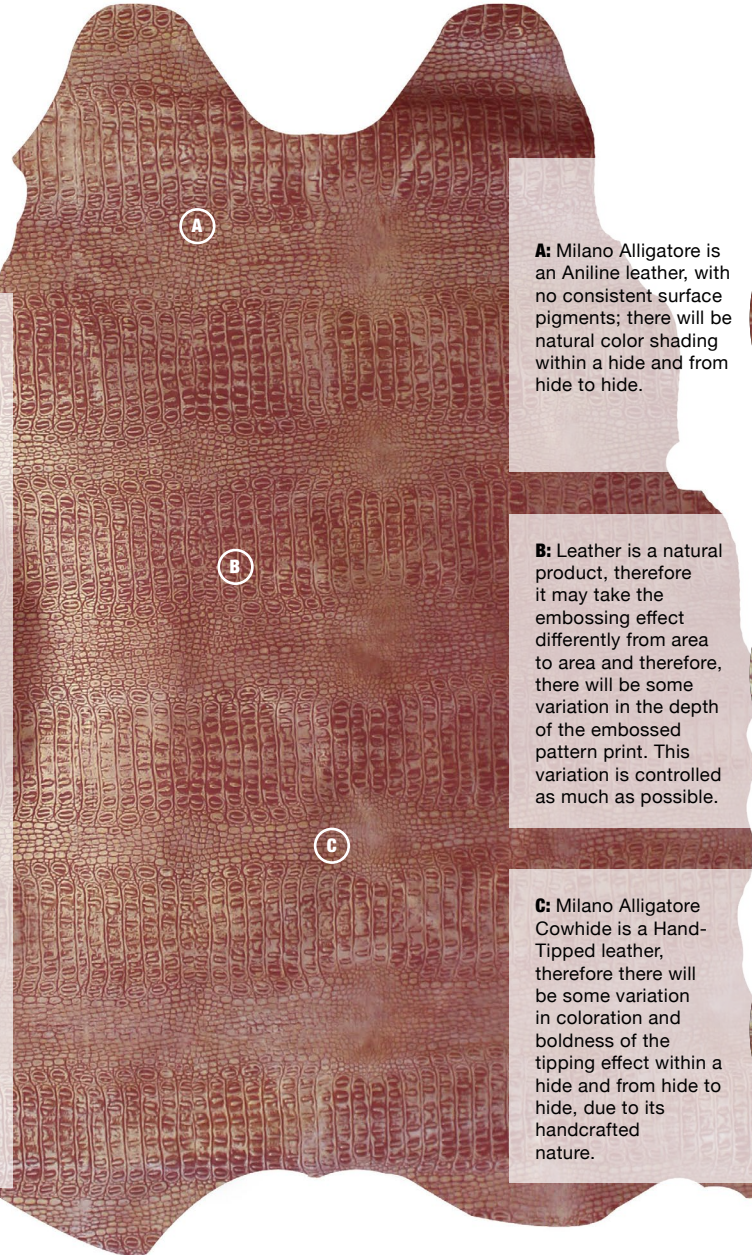 A
A: Milano Alligatore is
an Aniline leather, with
no consistent surface
pigments; there will be
natural color shading
within a hide and from
hide to hide.
B
B: Leather is a natural
product, therefore
it may take the
embossing effect
differently from area
to area and therefore,
there will be some
variation in the depth
of the embossed
pattern print. This
variation is controlled
as much as possible.
C
C: Milano Alligatore
Cowhide is a Hand-
Tipped leather,
therefore there will
be some variation
in coloration and
boldness of the
tipping effect within a
hide and from hide to
hide, due to its
handcrafted
nature.